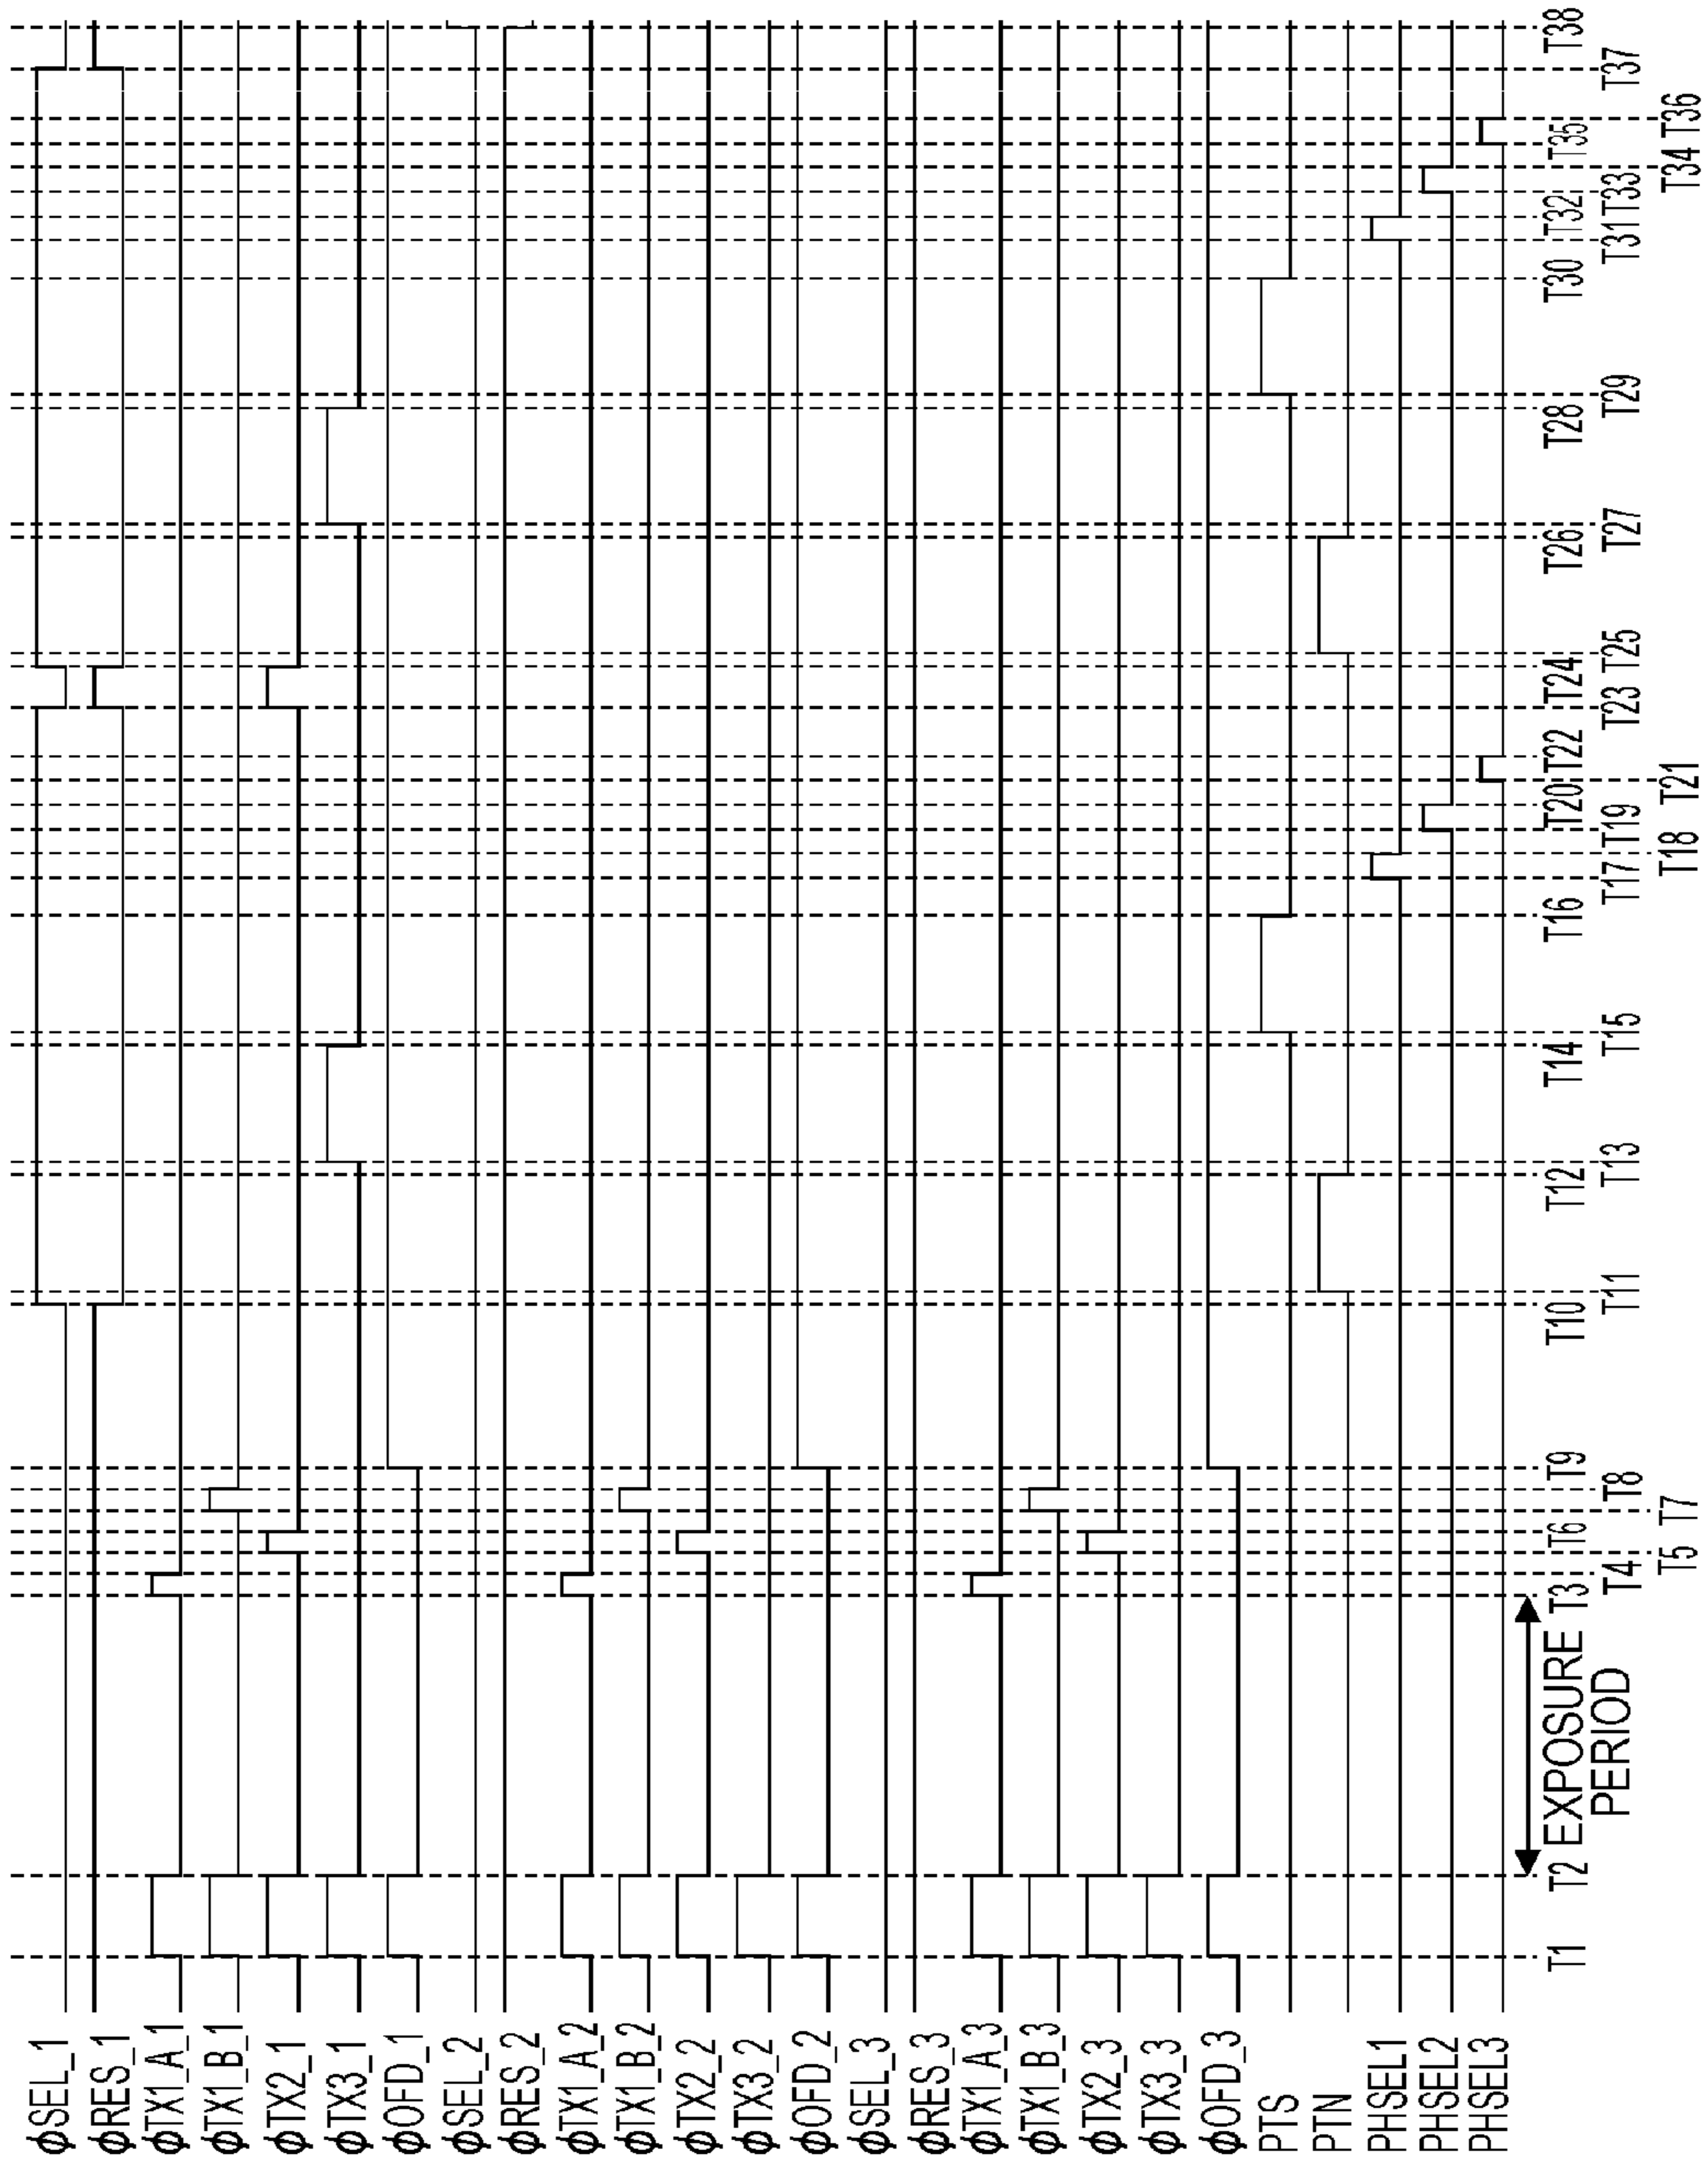 ϕSEL_1
ϕRES_1
ϕTX1_A_1
ϕTX1_B_1
ϕTX2_1
ϕTX3_1
ϕOFD_1
ϕSEL_2
ϕRES_2
ϕTX1_A_2
ϕTX1_B_2
ϕTX2_2
ϕTX3_2
ϕOFD_2
ϕSEL_3
ϕRES_3
ϕTX1_A_3
ϕTX1_B_3
ϕTX2_3
ϕTX3_3
ϕOFD_3
PTS
PTN
PHSEL1
PHSEL2
PHSEL3
T1 T2 EXPOSURE T3 T6 T9 T10 T12 T14 T16 T20 T22 T24 T26 T28 T30 T32 T35 T38
PERIOD T4 T8 T11 T13 T15 T17 T19 T23 T25 T27 T29 T31 T33 T37
T5 T7 T18 T21 T34 T36